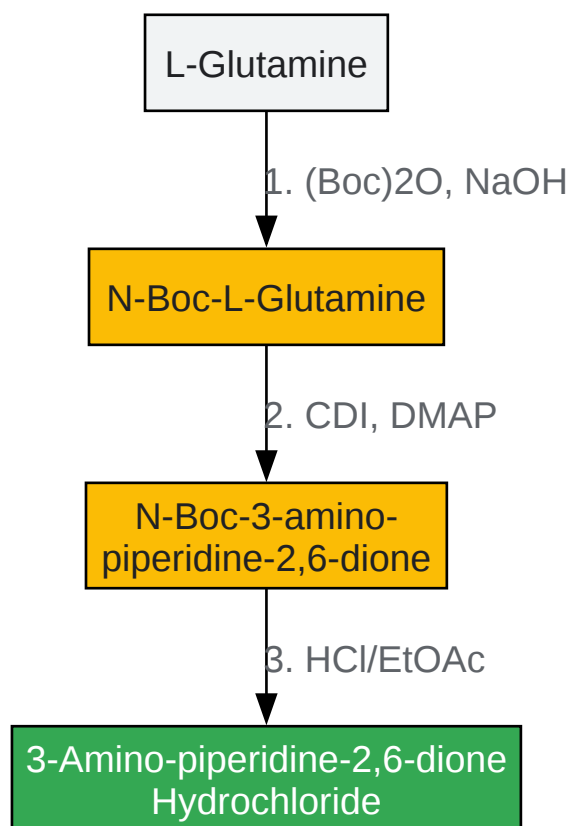 L-Glutamine
1. (Boc)2O, NaOH
N-Boc-L-Glutamine
2. CDI, DMAP
N-Boc-3-amino-
piperidine-2,6-dione
3. HCl/EtOAc
3-Amino-piperidine-2,6-dione
Hydrochloride